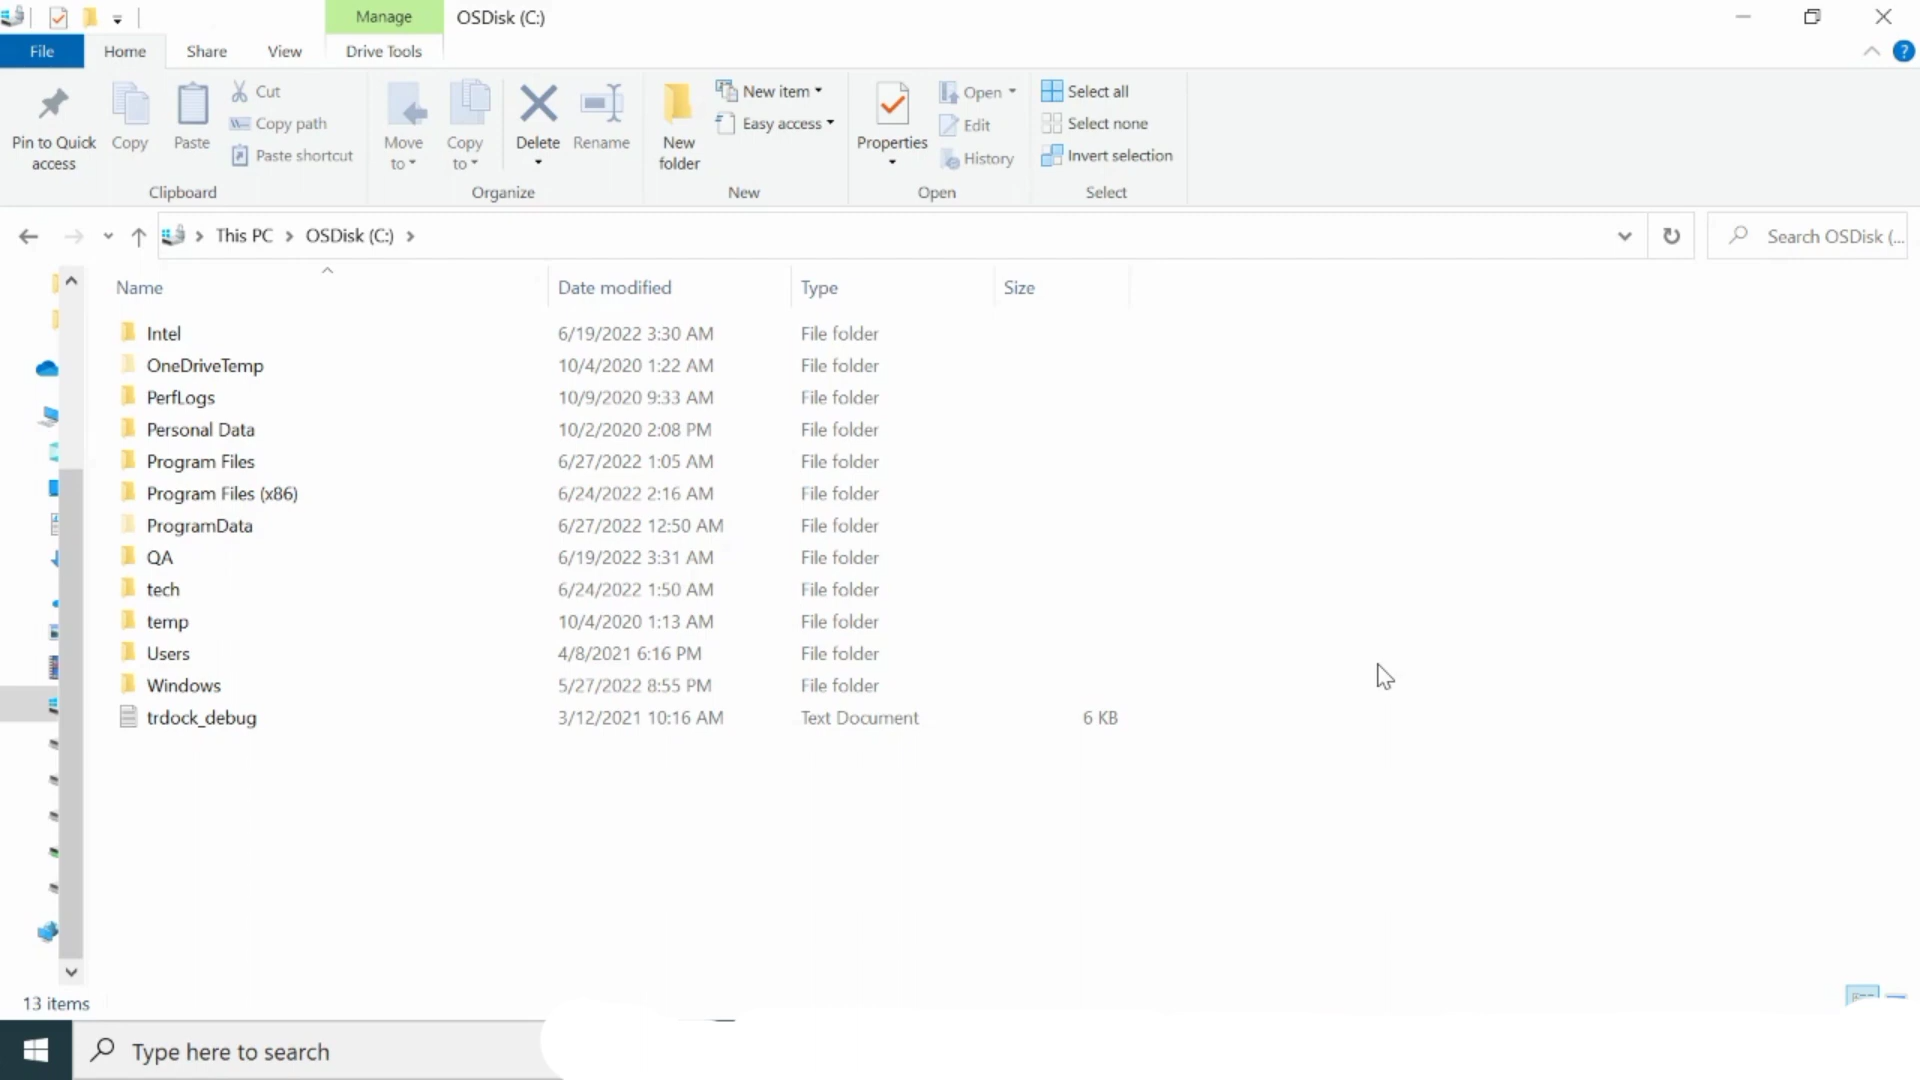 Manage
OSDisk (C:)
File
Home
Share
View
Drive Tools
Pin to Quick access
Copy
Paste
Cut
Copy path
Paste shortcut
Clipboard
Move to
Copy to
Delete
Rename
Organize
New folder
New item
Easy access
New
Properties
Open
Edit
History
Open
Select all
Select none
Invert selection
Select
This PC
OSDisk (C:)
Search OSDisk (...
Name Date modified Type Size
Intel 6/19/2022 3:30 AM File folder
OneDriveTemp 10/4/2020 1:22 AM File folder
PerfLogs 10/9/2020 9:33 AM File folder
Personal Data 10/2/2020 2:08 PM File folder
Program Files 6/27/2022 1:05 AM File folder
Program Files (x86) 6/24/2022 2:16 AM File folder
ProgramData 6/27/2022 12:50 AM File folder
QA 6/19/2022 3:31 AM File folder
tech 6/24/2022 1:50 AM File folder
temp 10/4/2020 1:13 AM File folder
Users 4/8/2021 6:16 PM File folder
Windows 5/27/2022 8:55 PM File folder
trdock_debug 3/12/2021 10:16 AM Text Document 6 KB
13 items
Type here to search